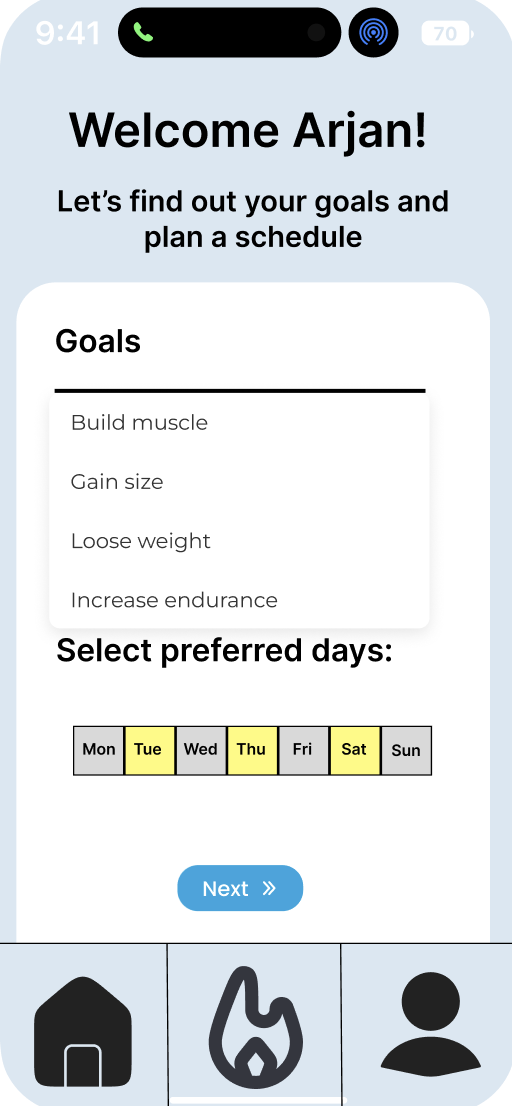 9:41
70
Welcome Arjan!
Let's find out your goals and
plan a schedule
Goals
Build muscle
Gain size
Loose weight
Increase endurance
Select preferred days:
Mon Tue Wed Thu Fri Sat Sun
Next »